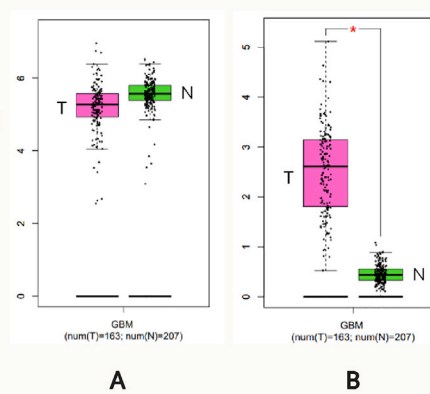 6
4
2
0
T
N
GBM
(num(T)=163; num(N)=207)
A
5
4
3
2
1
0
*
T
N
GBM
(num(T)=163; num(N)=207)
B